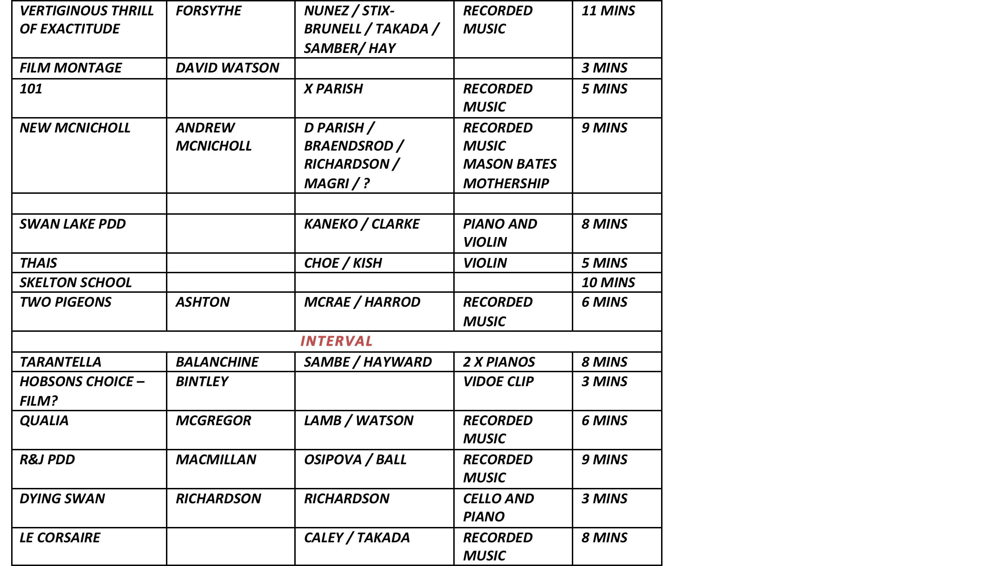 VERTIGINOUS THRILL
OF EXACTITUDE
FORSYTHE
NUNEZ / STIX-
BRUNELL / TAKADA /
SAMBER/ HAY
RECORDED
MUSIC
11 MINS
FILM MONTAGE
DAVID WATSON
3 MINS
101
X PARISH
RECORDED
MUSIC
5 MINS
NEW MCNICHOLL
ANDREW
MCNICHOLL
D PARISH /
BRAENDSROD /
RICHARDSON /
MAGRI / ?
RECORDED
MUSIC
MASON BATES
MOTHERSHIP
9 MINS
SWAN LAKE PDD
KANEKO / CLARKE
PIANO AND
VIOLIN
8 MINS
THAIS
CHOE / KISH
VIOLIN
5 MINS
SKELTON SCHOOL
10 MINS
TWO PIGEONS
ASHTON
MCRAE / HARROD
RECORDED
MUSIC
6 MINS
INTERVAL
TARANTELLA
BALANCHINE
SAMBE / HAYWARD
2 X PIANOS
8 MINS
HOBSONS CHOICE –
FILM?
BINTLEY
VIDOE CLIP
3 MINS
QUALIA
MCGREGOR
LAMB / WATSON
RECORDED
MUSIC
6 MINS
R&J PDD
MACMILLAN
OSIPOVA / BALL
RECORDED
MUSIC
9 MINS
DYING SWAN
RICHARDSON
RICHARDSON
CELLO AND
PIANO
3 MINS
LE CORSAIRE
CALEY / TAKADA
RECORDED
MUSIC
8 MINS